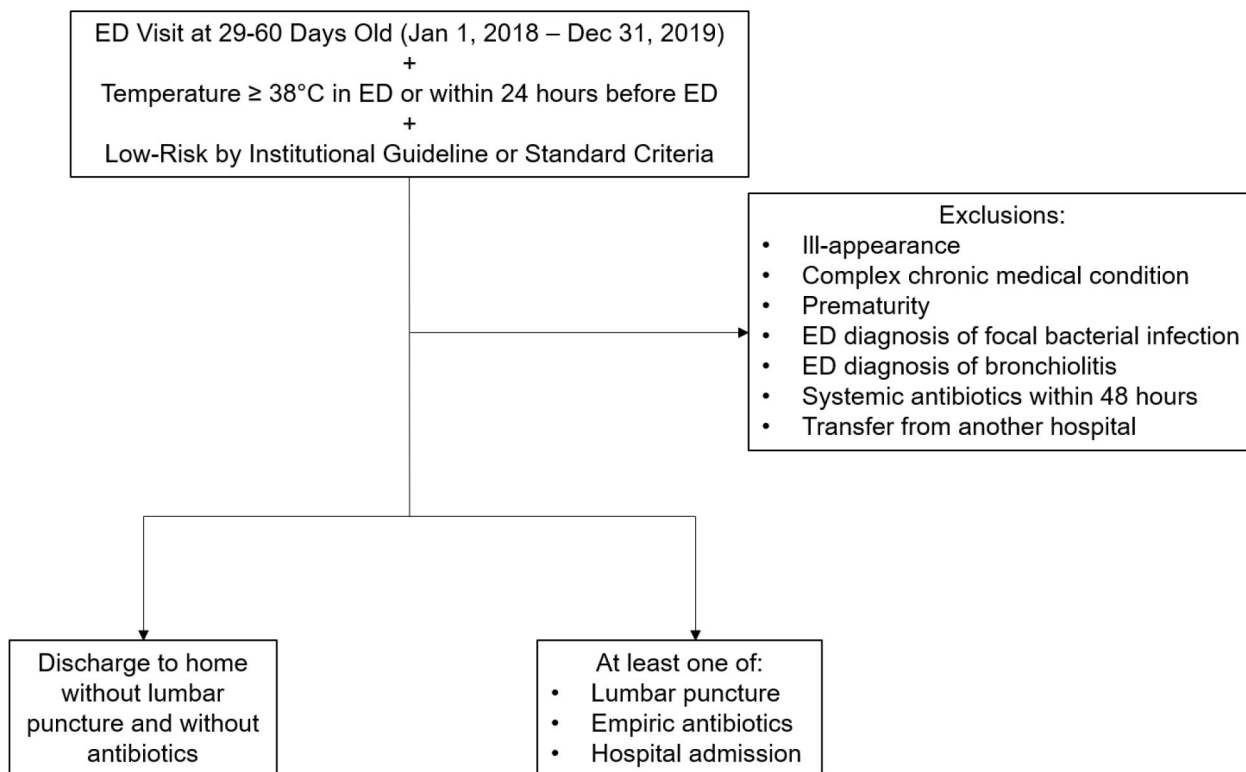 ED Visit at 29-60 Days Old (Jan 1, 2018 – Dec 31, 2019)
+
Temperature ≥ 38°C in ED or within 24 hours before ED
+
Low-Risk by Institutional Guideline or Standard Criteria
Exclusions:
• Ill-appearance
• Complex chronic medical condition
• Prematurity
• ED diagnosis of focal bacterial infection
• ED diagnosis of bronchiolitis
• Systemic antibiotics within 48 hours
• Transfer from another hospital
Discharge to home
without lumbar
puncture and without
antibiotics
At least one of:
• Lumbar puncture
• Empiric antibiotics
• Hospital admission